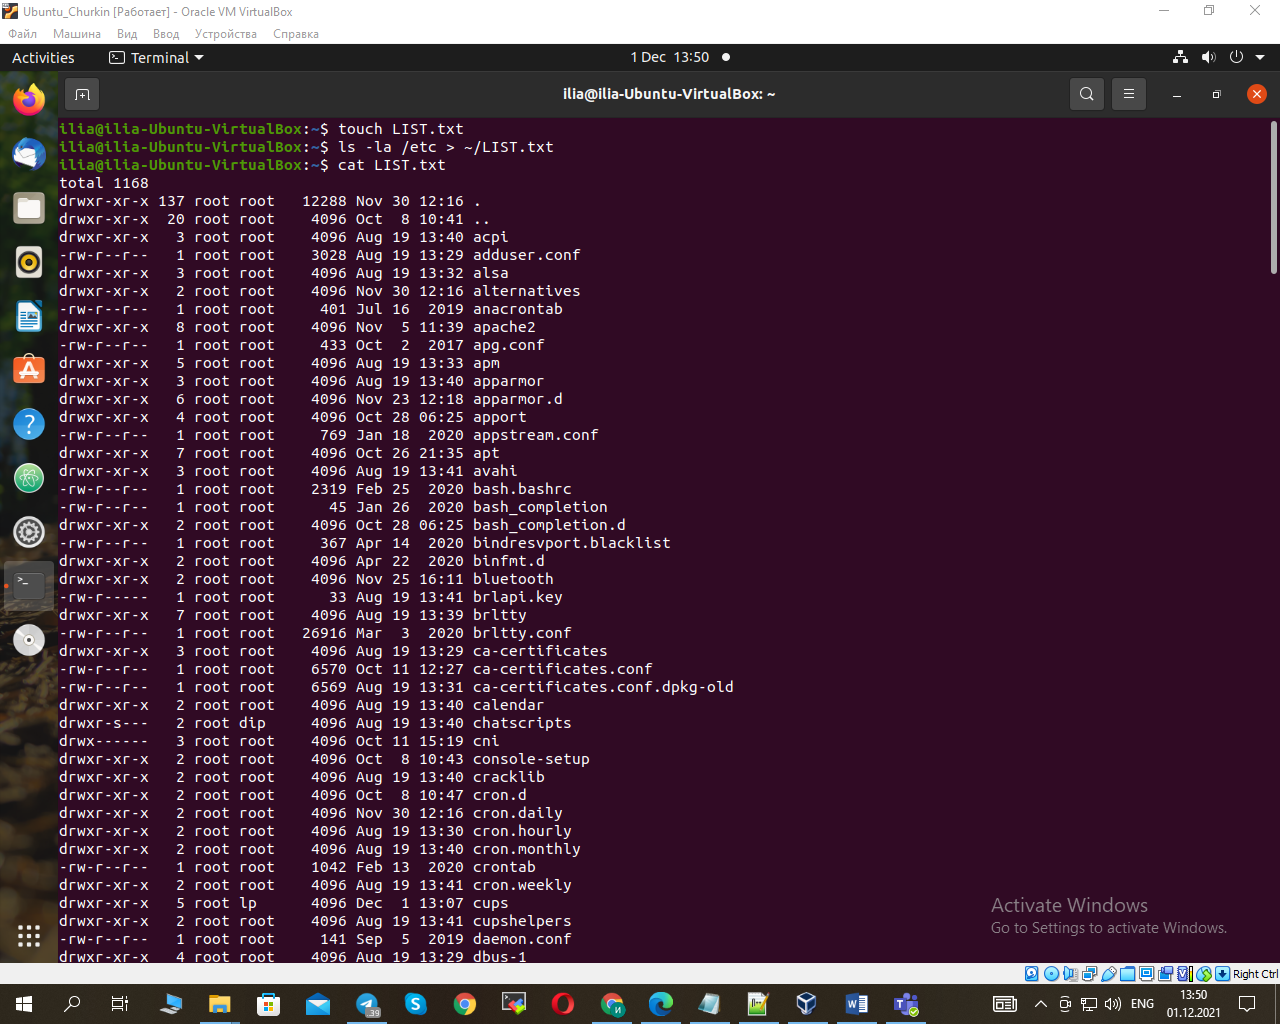 Ubuntu_Churkin [Работает] - Oracle VM VirtualBox
Файл Машина Вид Ввод Устройства Справка
Activities Terminal 1 Dec 13:50
ilia@ilia-Ubuntu-VirtualBox: ~
ilia@ilia-Ubuntu-VirtualBox:~$ touch LIST.txt
ilia@ilia-Ubuntu-VirtualBox:~$ ls -la /etc > ~/LIST.txt
ilia@ilia-Ubuntu-VirtualBox:~$ cat LIST.txt
total 1168
drwxr-xr-x 137 root root   12288 Nov 30 12:16 .
drwxr-xr-x  20 root root    4096 Oct  8 10:41 ..
drwxr-xr-x   3 root root    4096 Aug 19 13:40 acpi
-rw-r--r--   1 root root    3028 Aug 19 13:29 adduser.conf
drwxr-xr-x   3 root root    4096 Aug 19 13:32 alsa
drwxr-xr-x   2 root root    4096 Nov 30 12:16 alternatives
-rw-r--r--   1 root root     401 Jul 16  2019 anacrontab
drwxr-xr-x   8 root root    4096 Nov  5 11:39 apache2
-rw-r--r--   1 root root     433 Oct  2  2017 apg.conf
drwxr-xr-x   5 root root    4096 Aug 19 13:33 apm
drwxr-xr-x   3 root root    4096 Aug 19 13:40 apparmor
drwxr-xr-x   6 root root    4096 Nov 23 12:18 apparmor.d
drwxr-xr-x   4 root root    4096 Oct 28 06:25 apport
-rw-r--r--   1 root root     769 Jan 18  2020 appstream.conf
drwxr-xr-x   7 root root    4096 Oct 26 21:35 apt
drwxr-xr-x   3 root root    4096 Aug 19 13:41 avahi
-rw-r--r--   1 root root    2319 Feb 25  2020 bash.bashrc
-rw-r--r--   1 root root      45 Jan 26  2020 bash_completion
drwxr-xr-x   2 root root    4096 Oct 28 06:25 bash_completion.d
-rw-r--r--   1 root root     367 Apr 14  2020 bindresvport.blacklist
drwxr-xr-x   2 root root    4096 Apr 22  2020 binfmt.d
drwxr-xr-x   2 root root    4096 Nov 25 16:11 bluetooth
-rw-r-----   1 root root      33 Aug 19 13:41 brlapi.key
drwxr-xr-x   7 root root    4096 Aug 19 13:39 brltty
-rw-r--r--   1 root root   26916 Mar  3  2020 brltty.conf
drwxr-xr-x   3 root root    4096 Aug 19 13:29 ca-certificates
-rw-r--r--   1 root root    6570 Oct 11 12:27 ca-certificates.conf
-rw-r--r--   1 root root    6569 Aug 19 13:31 ca-certificates.conf.dpkg-old
drwxr-xr-x   2 root root    4096 Aug 19 13:40 calendar
drwxr-s---   2 root dip     4096 Aug 19 13:40 chatscripts
drwx------   3 root root    4096 Oct 11 15:19 cni
drwxr-xr-x   2 root root    4096 Oct  8 10:43 console-setup
drwxr-xr-x   2 root root    4096 Aug 19 13:40 cracklib
drwxr-xr-x   2 root root    4096 Oct  8 10:47 cron.d
drwxr-xr-x   2 root root    4096 Nov 30 12:16 cron.daily
drwxr-xr-x   2 root root    4096 Aug 19 13:30 cron.hourly
drwxr-xr-x   2 root root    4096 Aug 19 13:40 cron.monthly
-rw-r--r--   1 root root    1042 Feb 13  2020 crontab
drwxr-xr-x   2 root root    4096 Aug 19 13:41 cron.weekly
drwxr-xr-x   5 root lp      4096 Dec  1 13:07 cups
drwxr-xr-x   2 root root    4096 Aug 19 13:41 cupshelpers
-rw-r--r--   1 root root     141 Sep  5  2019 daemon.conf
drwxr-xr-x   4 root root    4096 Aug 19 13:29 dbus-1
Activate Windows
Go to Settings to activate Windows.
Right Ctrl
39
И
ENG
13:50
01.12.2021